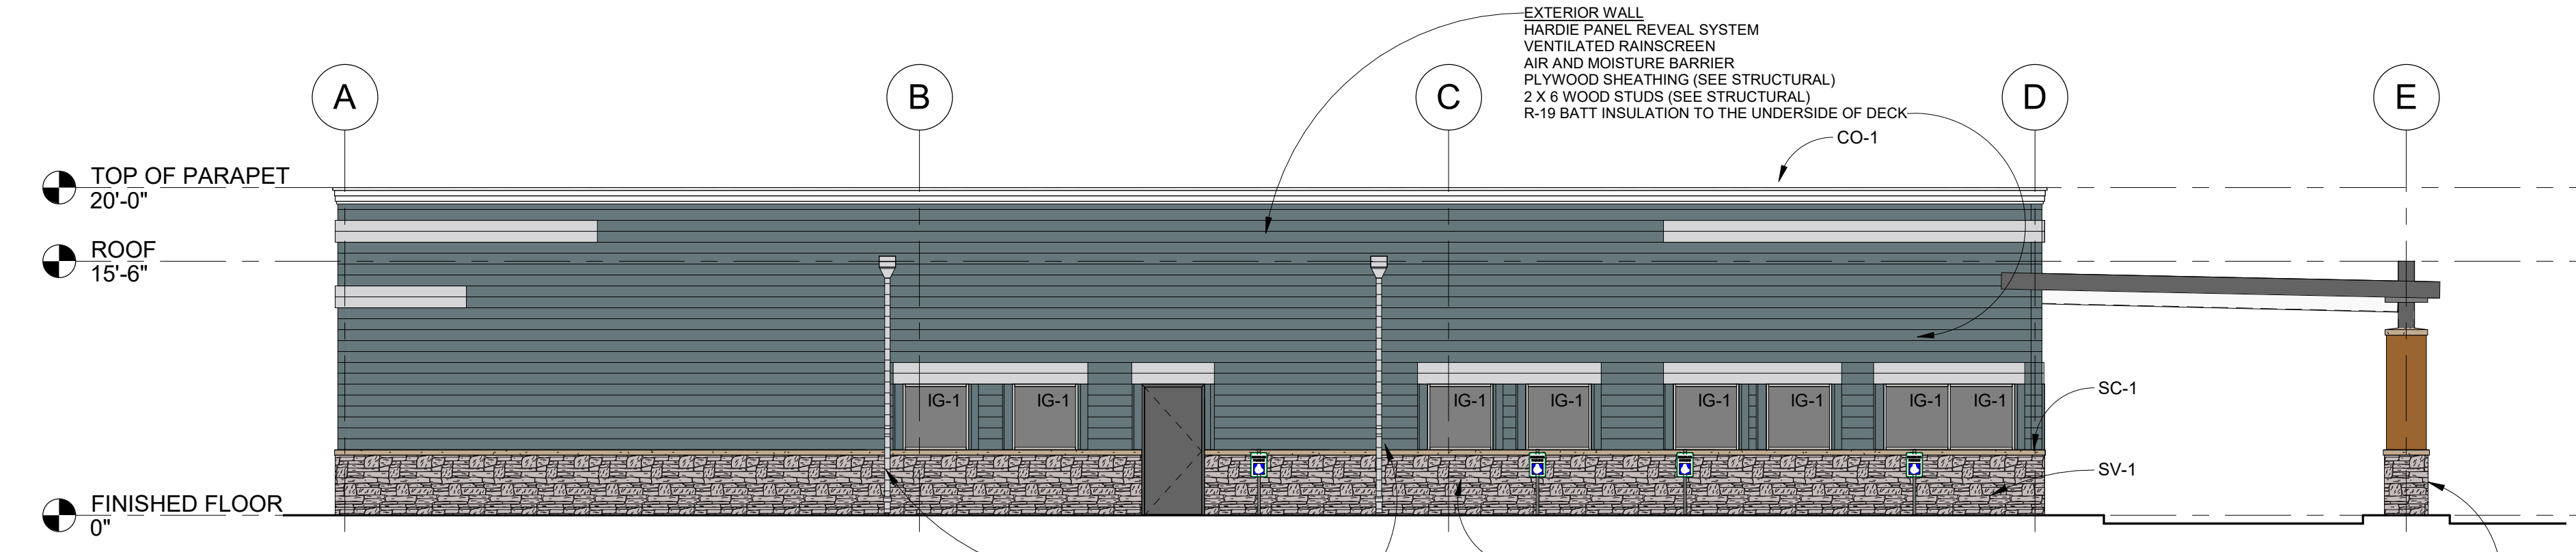 EXTERIOR WALL
HARDIE PANEL REVEAL SYSTEM
VENTILATED RAINSCREEN
AIR AND MOISTURE BARRIER
PLYWOOD SHEATHING (SEE STRUCTURAL)
2 X 6 WOOD STUDS (SEE STRUCTURAL)
R-19 BATT INSULATION TO THE UNDERSIDE OF DECK
A
B
C
D
E
CO-1
TOP OF PARAPET
20'-0"
ROOF
15'-6"
IG-1
IG-1
IG-1
IG-1
IG-1
IG-1
IG-1
IG-1
SC-1
SV-1
FINISHED FLOOR
0"